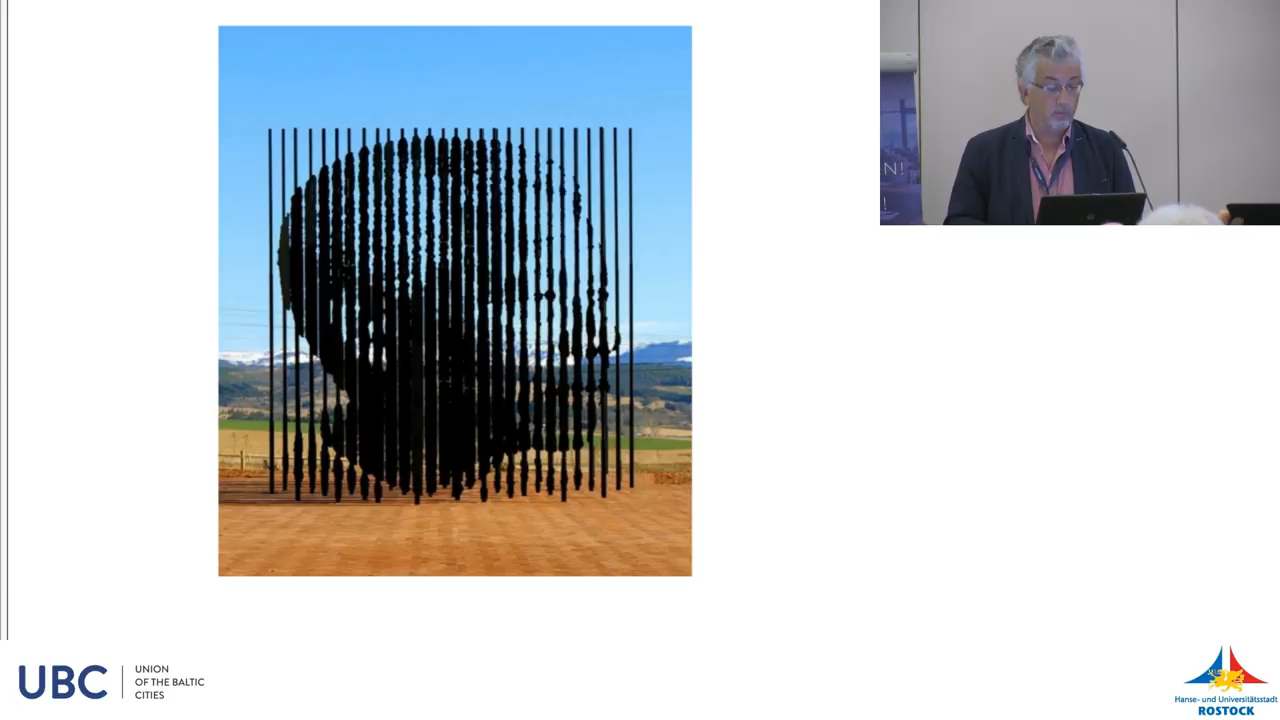 N!
!
UBC
UNION
OF THE BALTIC
CITIES
Hanse- und Universitätsstadt
ROSTOCK